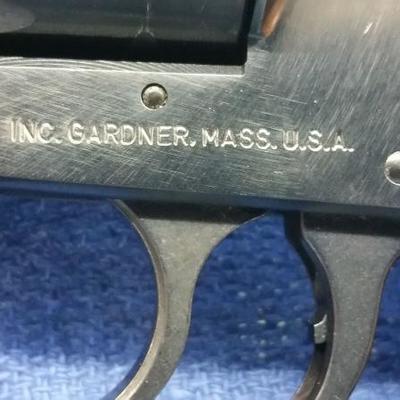 INC. GARDNER, MASS. U.S.A.